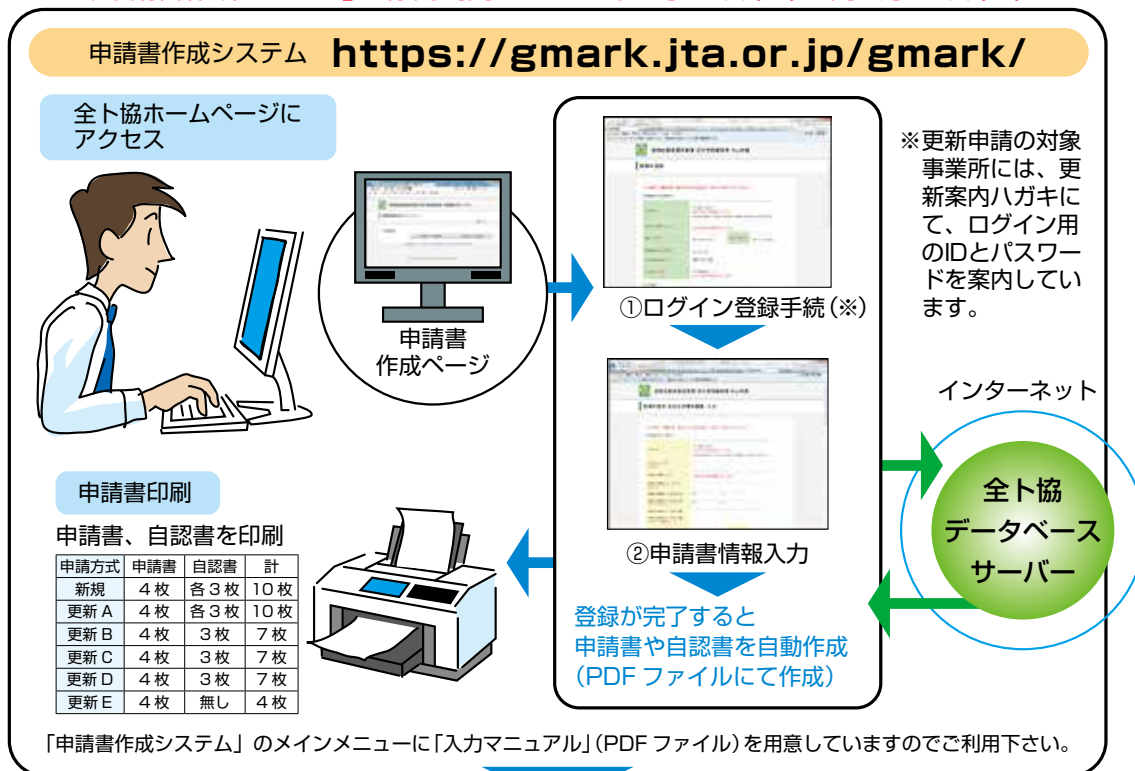 申請書作成システム https://gmark.jta.or.jp/gmark/
全ト協ホームページに
アクセス
申請書
作成ページ
①ログイン登録手続(※)
※更新申請の対象
事業所には、更
新案内ハガキに
て、ログイン用
のIDとパスワー
ドを案内してい
ます。
②申請書情報入力
登録が完了すると
申請書や自認書を自動作成
(PDF ファイルにて作成)
インターネット
全ト協
データベース
サーバー
申請書印刷
申請書、自認書を印刷
申請方式 申請書 自認書 計
新規 4枚 各3枚 10枚
更新A 4枚 各3枚 10枚
更新B 4枚 3枚 7枚
更新C 4枚 3枚 7枚
更新D 4枚 3枚 7枚
更新E 4枚 無し 4枚
「申請書作成システム」のメインメニューに「入力マニュアル」(PDF ファイル)を用意していますのでご利用下さい。